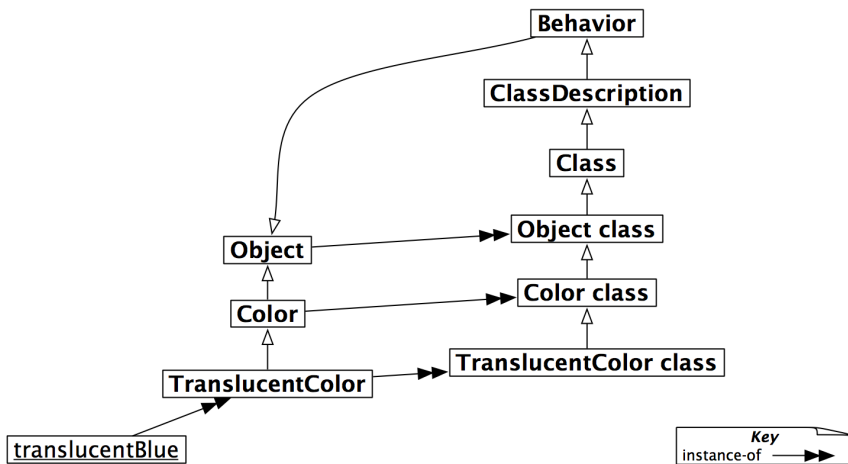 Behavior
ClassDescription
Class
Object class
Object
Color class
Color
TranslucentColor class
TranslucentColor
translucentBlue
Key
instance-of